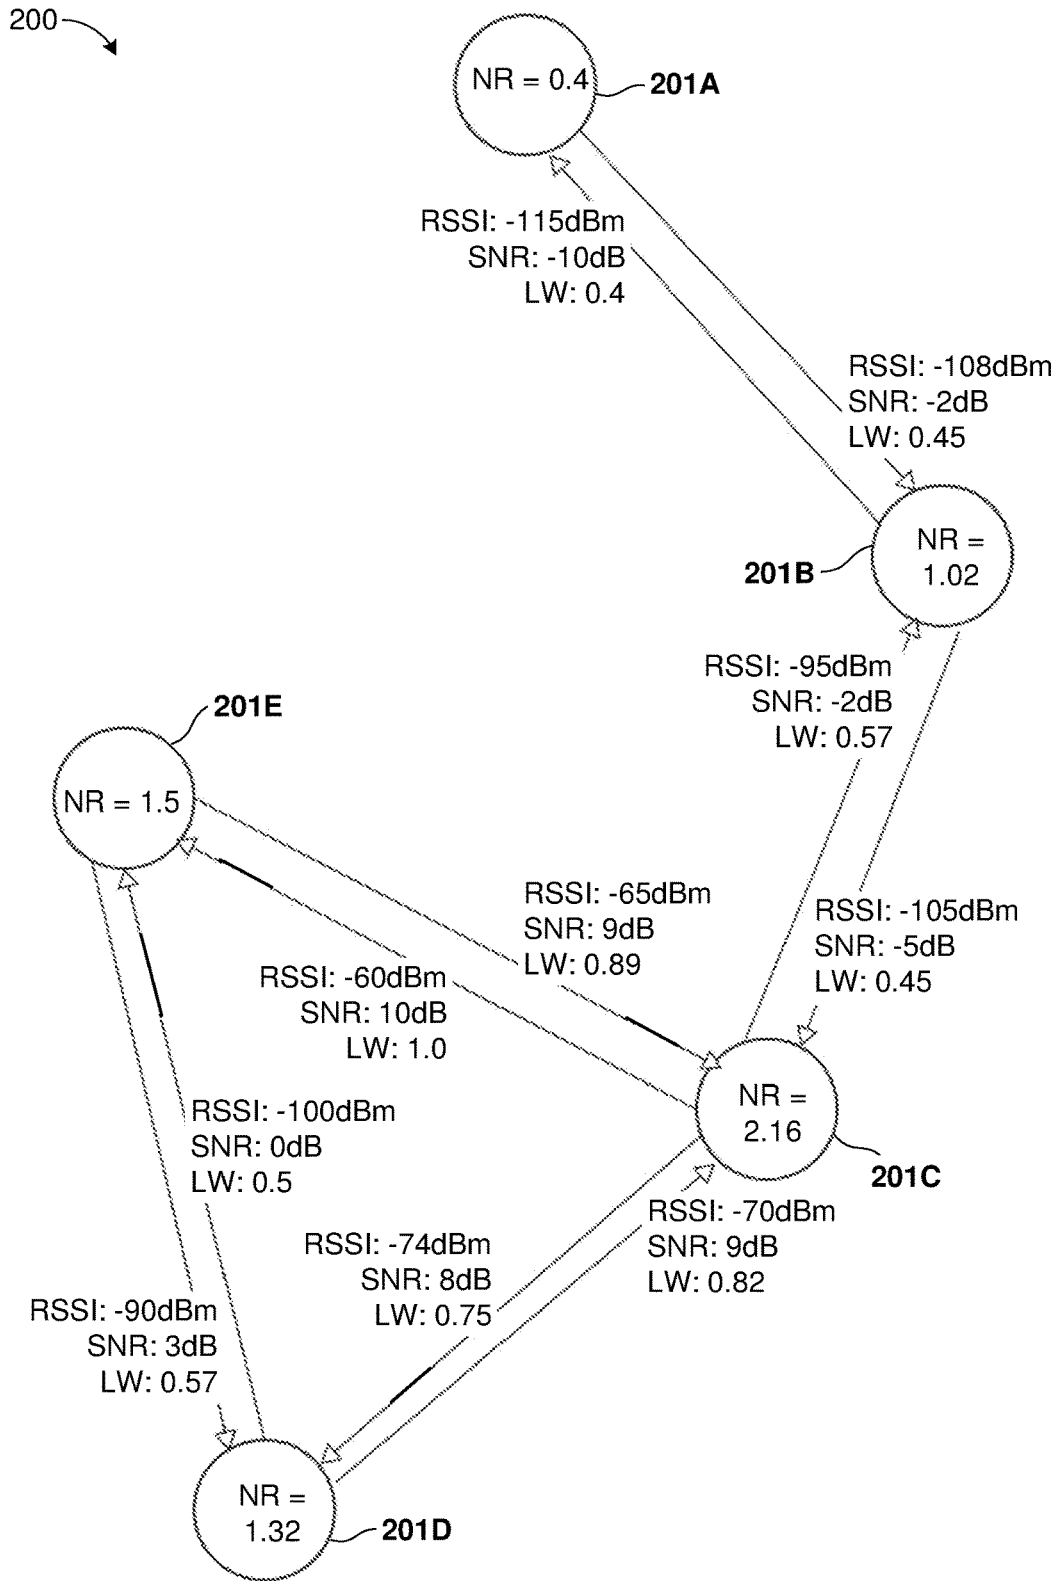 200
NR = 0.4
201A
RSSI: -115dBm
SNR: -10dB
LW: 0.4
RSSI: -108dBm
SNR: -2dB
LW: 0.45
NR =
1.02
201B
RSSI: -95dBm
SNR: -2dB
LW: 0.57
201E
NR = 1.5
RSSI: -65dBm
SNR: 9dB
LW: 0.89
RSSI: -105dBm
SNR: -5dB
LW: 0.45
RSSI: -60dBm
SNR: 10dB
LW: 1.0
NR =
2.16
201C
RSSI: -100dBm
SNR: 0dB
LW: 0.5
RSSI: -70dBm
SNR: 9dB
LW: 0.82
RSSI: -74dBm
SNR: 8dB
LW: 0.75
RSSI: -90dBm
SNR: 3dB
LW: 0.57
NR =
1.32
201D